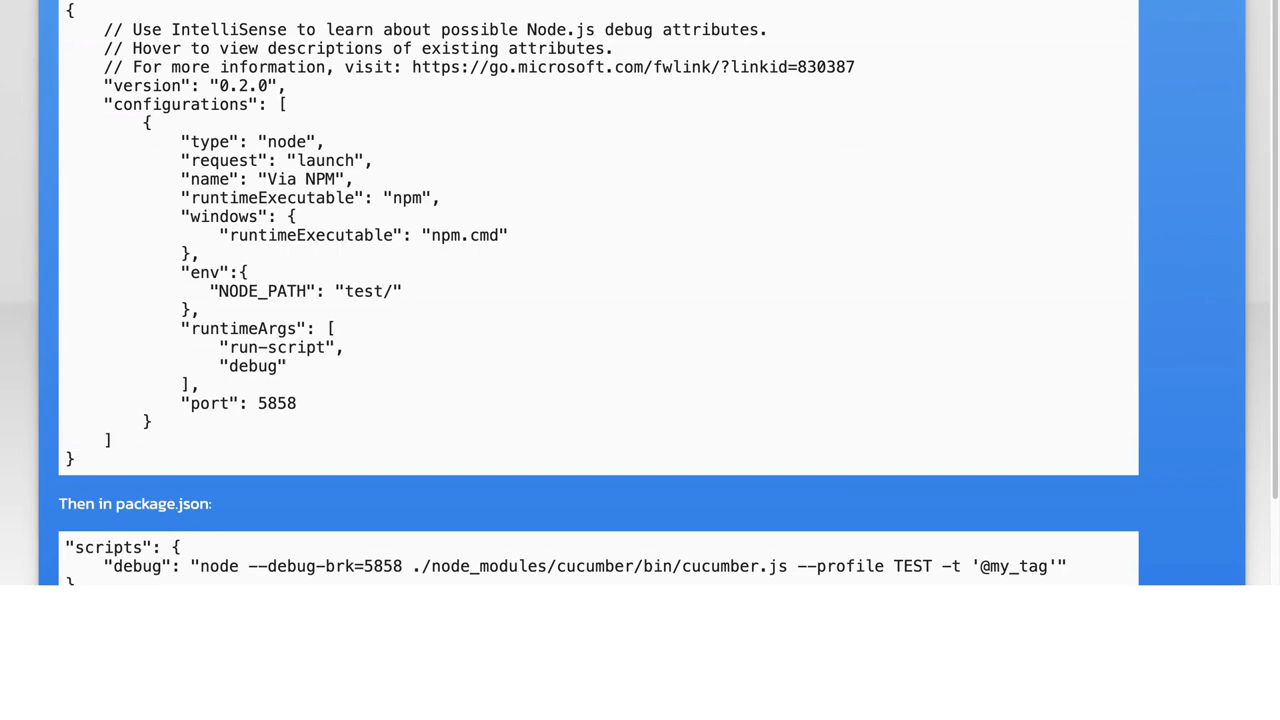 {
    // Use IntelliSense to learn about possible Node.js debug attributes.
    // Hover to view descriptions of existing attributes.
    // For more information, visit: https://go.microsoft.com/fwlink/?linkid=830387
    "version": "0.2.0",
    "configurations": [
        {
            "type": "node",
            "request": "launch",
            "name": "Via NPM",
            "runtimeExecutable": "npm",
            "windows": {
                "runtimeExecutable": "npm.cmd"
            },
            "env":{
               "NODE_PATH": "test/"
            },
            "runtimeArgs": [
                "run-script",
                "debug"
            ],
            "port": 5858
        }
    ]
}
Then in package.json:
"scripts": {
    "debug": "node --debug-brk=5858 ./node_modules/cucumber/bin/cucumber.js --profile TEST -t '@my_tag'"
}